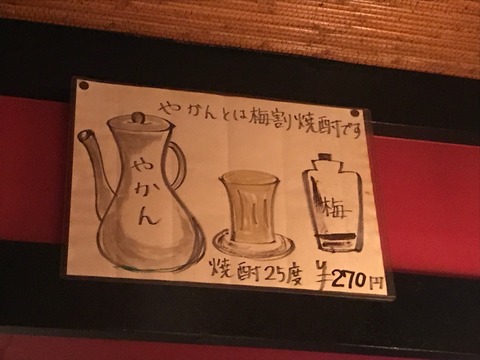 やかんとは梅割焼酎です
やかん
梅
焼酎25度 ¥270円